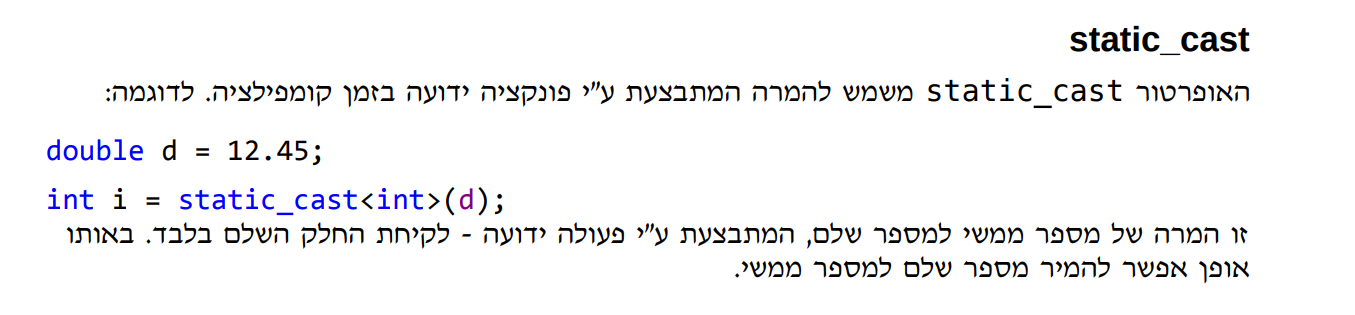 static_cast
האופרטור static_cast משמש להמרה המתבצעת ע"י פונקציה ידועה בזמן קומפילציה. לדוגמה:
double d = 12.45;
int i = static_cast<int>(d);
זו המרה של מספר ממשי למספר שלם, המתבצעת ע"י פעולה ידועה - לקיחת החלק השלם בלבד. באותו
אופן אפשר להמיר מספר שלם למספר ממשי.